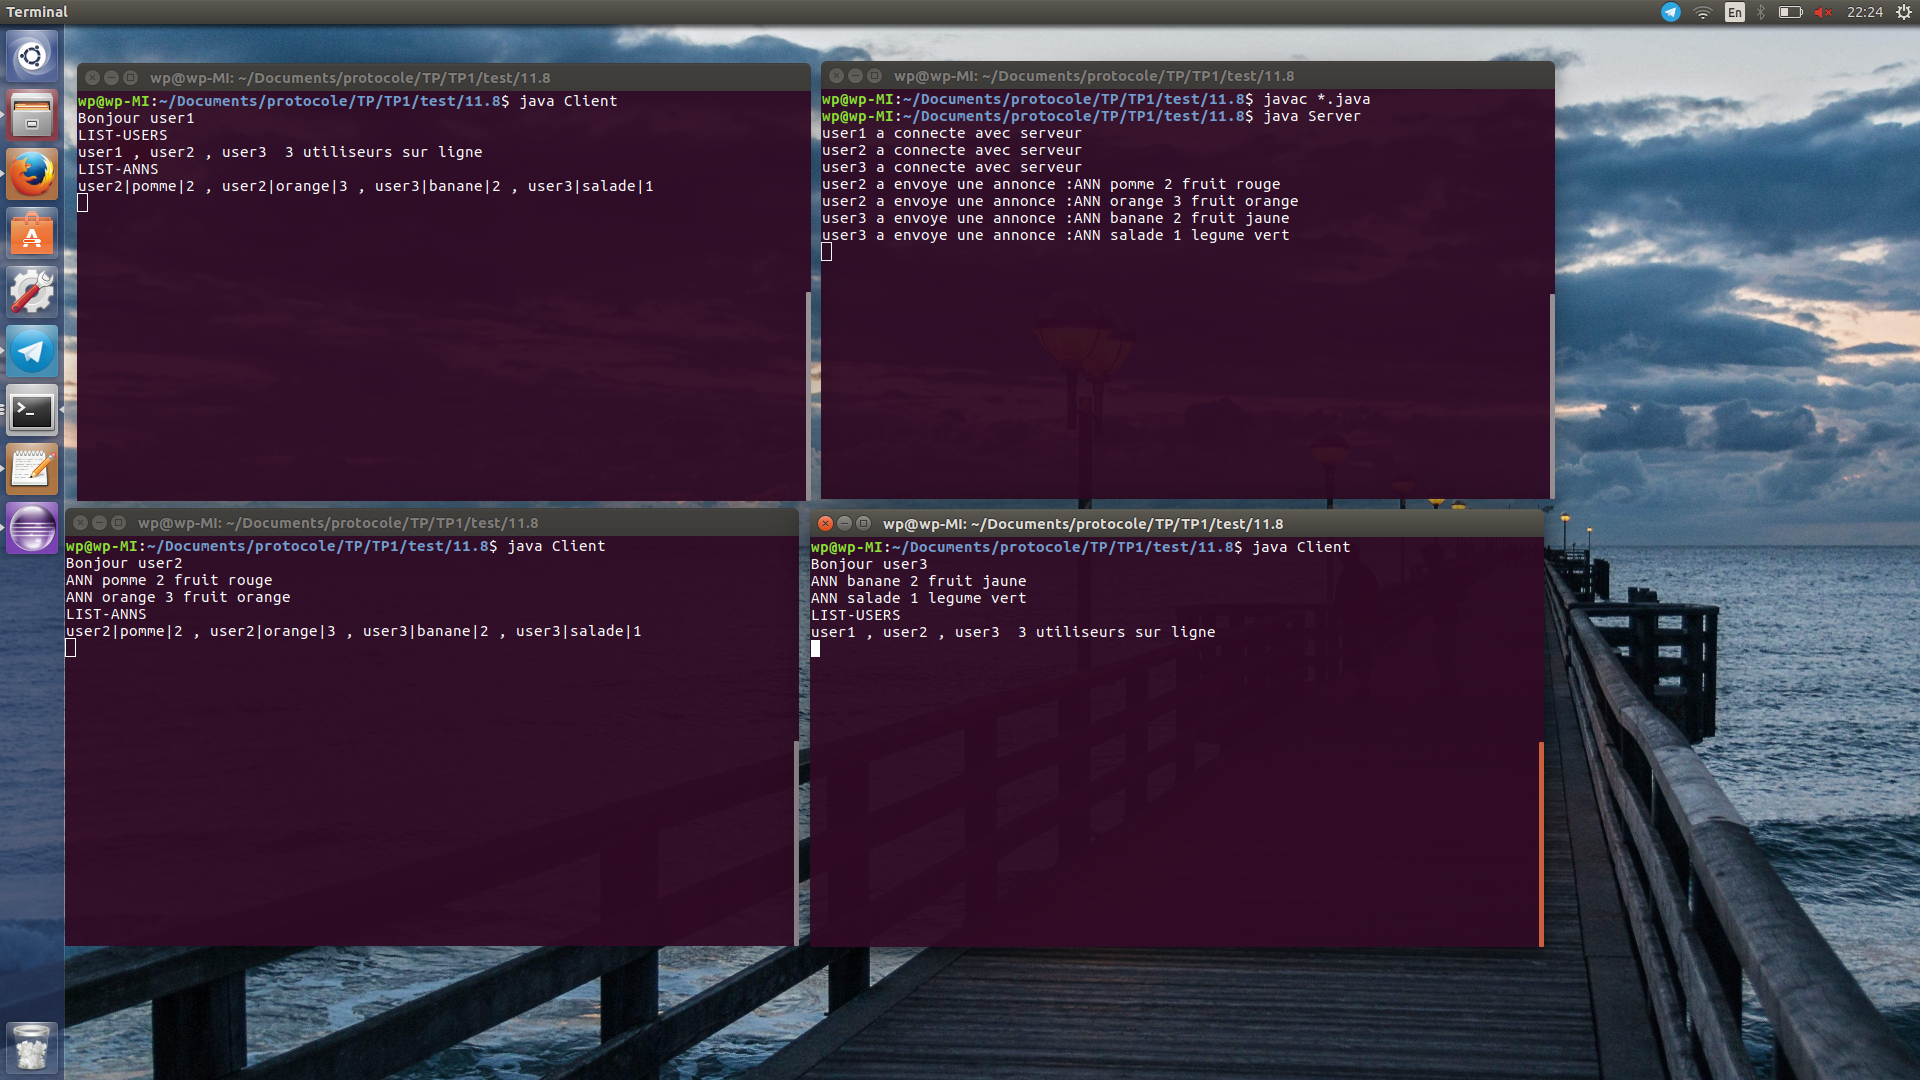 Terminal
En
22:24
wp@wp-MI: ~/Documents/protocole/TP/TP1/test/11.8
wp@wp-MI:~/Documents/protocole/TP/TP1/test/11.8$ java Client
Bonjour user1
LIST-USERS
user1 , user2 , user3  3 utiliseurs sur ligne
LIST-ANNS
user2|pomme|2 , user2|orange|3 , user3|banane|2 , user3|salade|1
wp@wp-MI: ~/Documents/protocole/TP/TP1/test/11.8
wp@wp-MI:~/Documents/protocole/TP/TP1/test/11.8$ javac *.java
wp@wp-MI:~/Documents/protocole/TP/TP1/test/11.8$ java Server
user1 a connecte avec serveur
user2 a connecte avec serveur
user3 a connecte avec serveur
user2 a envoye une annonce :ANN pomme 2 fruit rouge
user2 a envoye une annonce :ANN orange 3 fruit orange
user3 a envoye une annonce :ANN banane 2 fruit jaune
user3 a envoye une annonce :ANN salade 1 legume vert
wp@wp-MI: ~/Documents/protocole/TP/TP1/test/11.8
wp@wp-MI:~/Documents/protocole/TP/TP1/test/11.8$ java Client
Bonjour user2
ANN pomme 2 fruit rouge
ANN orange 3 fruit orange
LIST-ANNS
user2|pomme|2 , user2|orange|3 , user3|banane|2 , user3|salade|1
wp@wp-MI: ~/Documents/protocole/TP/TP1/test/11.8
wp@wp-MI:~/Documents/protocole/TP/TP1/test/11.8$ java Client
Bonjour user3
ANN banane 2 fruit jaune
ANN salade 1 legume vert
LIST-USERS
user1 , user2 , user3  3 utiliseurs sur ligne